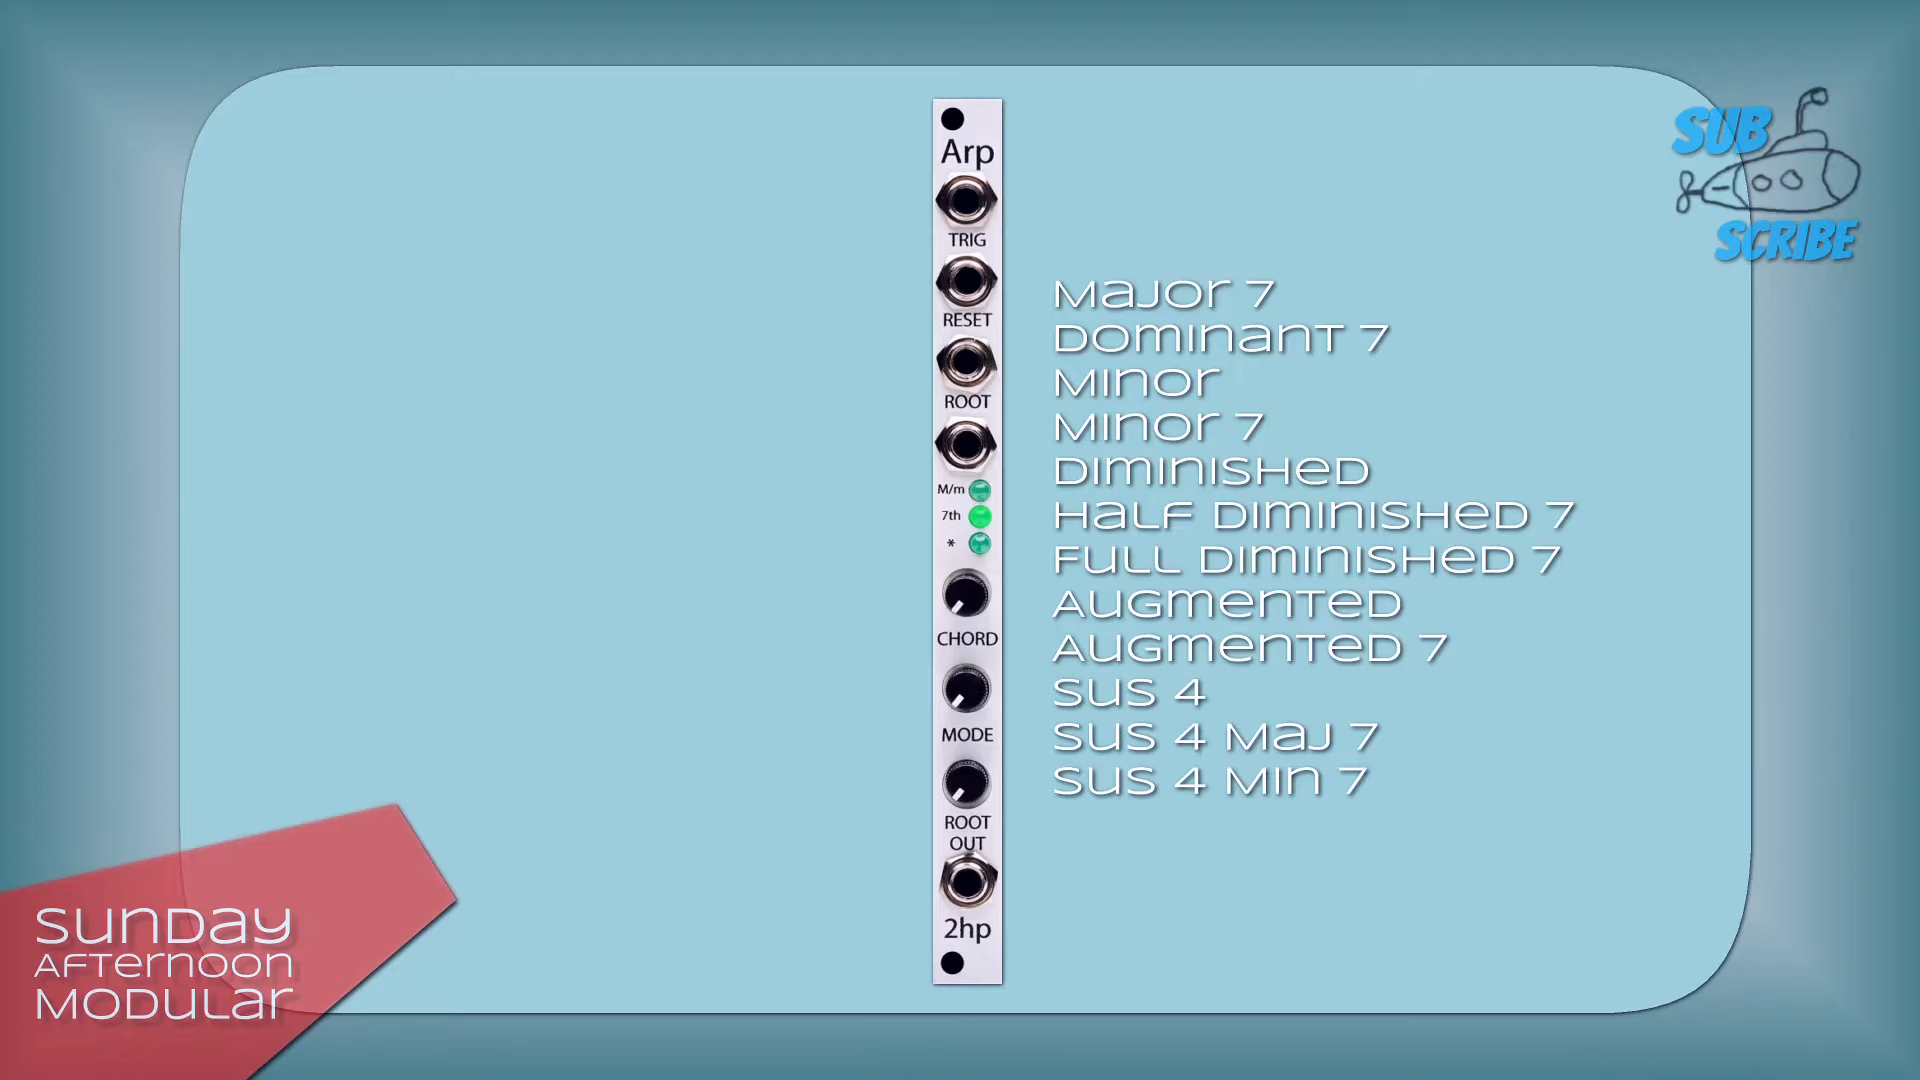 SUB
SCRIBE
Arp
TRIG
RESET
ROOT
M/m
7th
*
CHORD
MODE
ROOT
OUT
2hp
Major 7
Dominant 7
Minor
Minor 7
Diminished
Half Diminished 7
Full Diminished 7
Augmented
Augmented 7
Sus 4
Sus 4 Maj 7
Sus 4 Min 7
Sunday
Afternoon
Modular